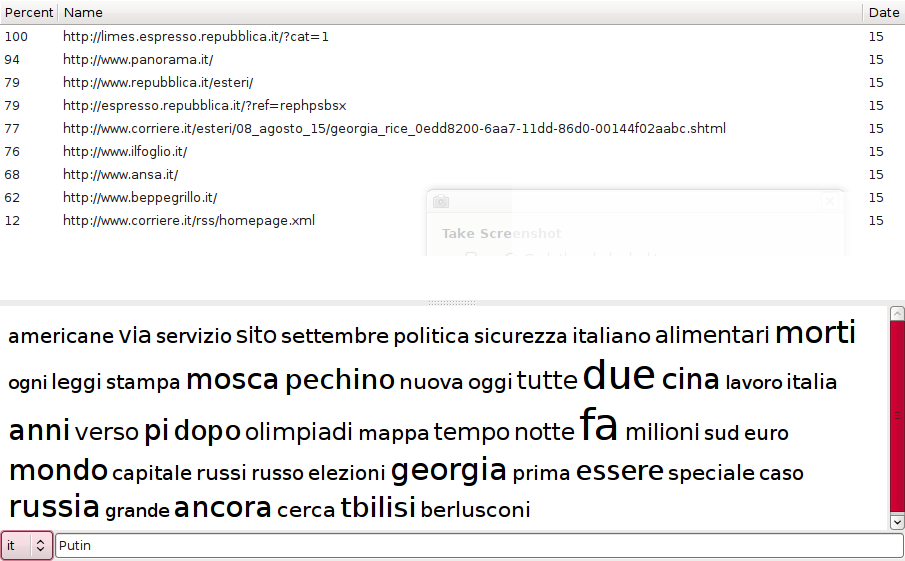 Percent Name Date
100 http://limes.espresso.repubblica.it/?cat=1 15
94 http://www.panorama.it/ 15
79 http://www.repubblica.it/esteri/ 15
79 http://espresso.repubblica.it/?ref=rephpsbsx 15
77 http://www.corriere.it/esteri/08_agosto_15/georgia_rice_0edd8200-6aa7-11dd-86d0-00144f02aabc.shtml 15
76 http://www.ilfoglio.it/ 15
68 http://www.ansa.it/ 15
62 http://www.beppegrillo.it/ 15
12 http://www.corriere.it/rss/homepage.xml 15
Take Screenshot
americane via servizio sito settembre politica sicurezza italiano alimentari morti
ogni leggi stampa mosca pechino nuova oggi tutte due cina lavoro italia
anni verso pi dopo olimpiadi mappa tempo notte fa milioni sud euro
mondo capitale russi russo elezioni georgia prima essere speciale caso
russia grande ancora cerca tbilisi berlusconi
it Putin